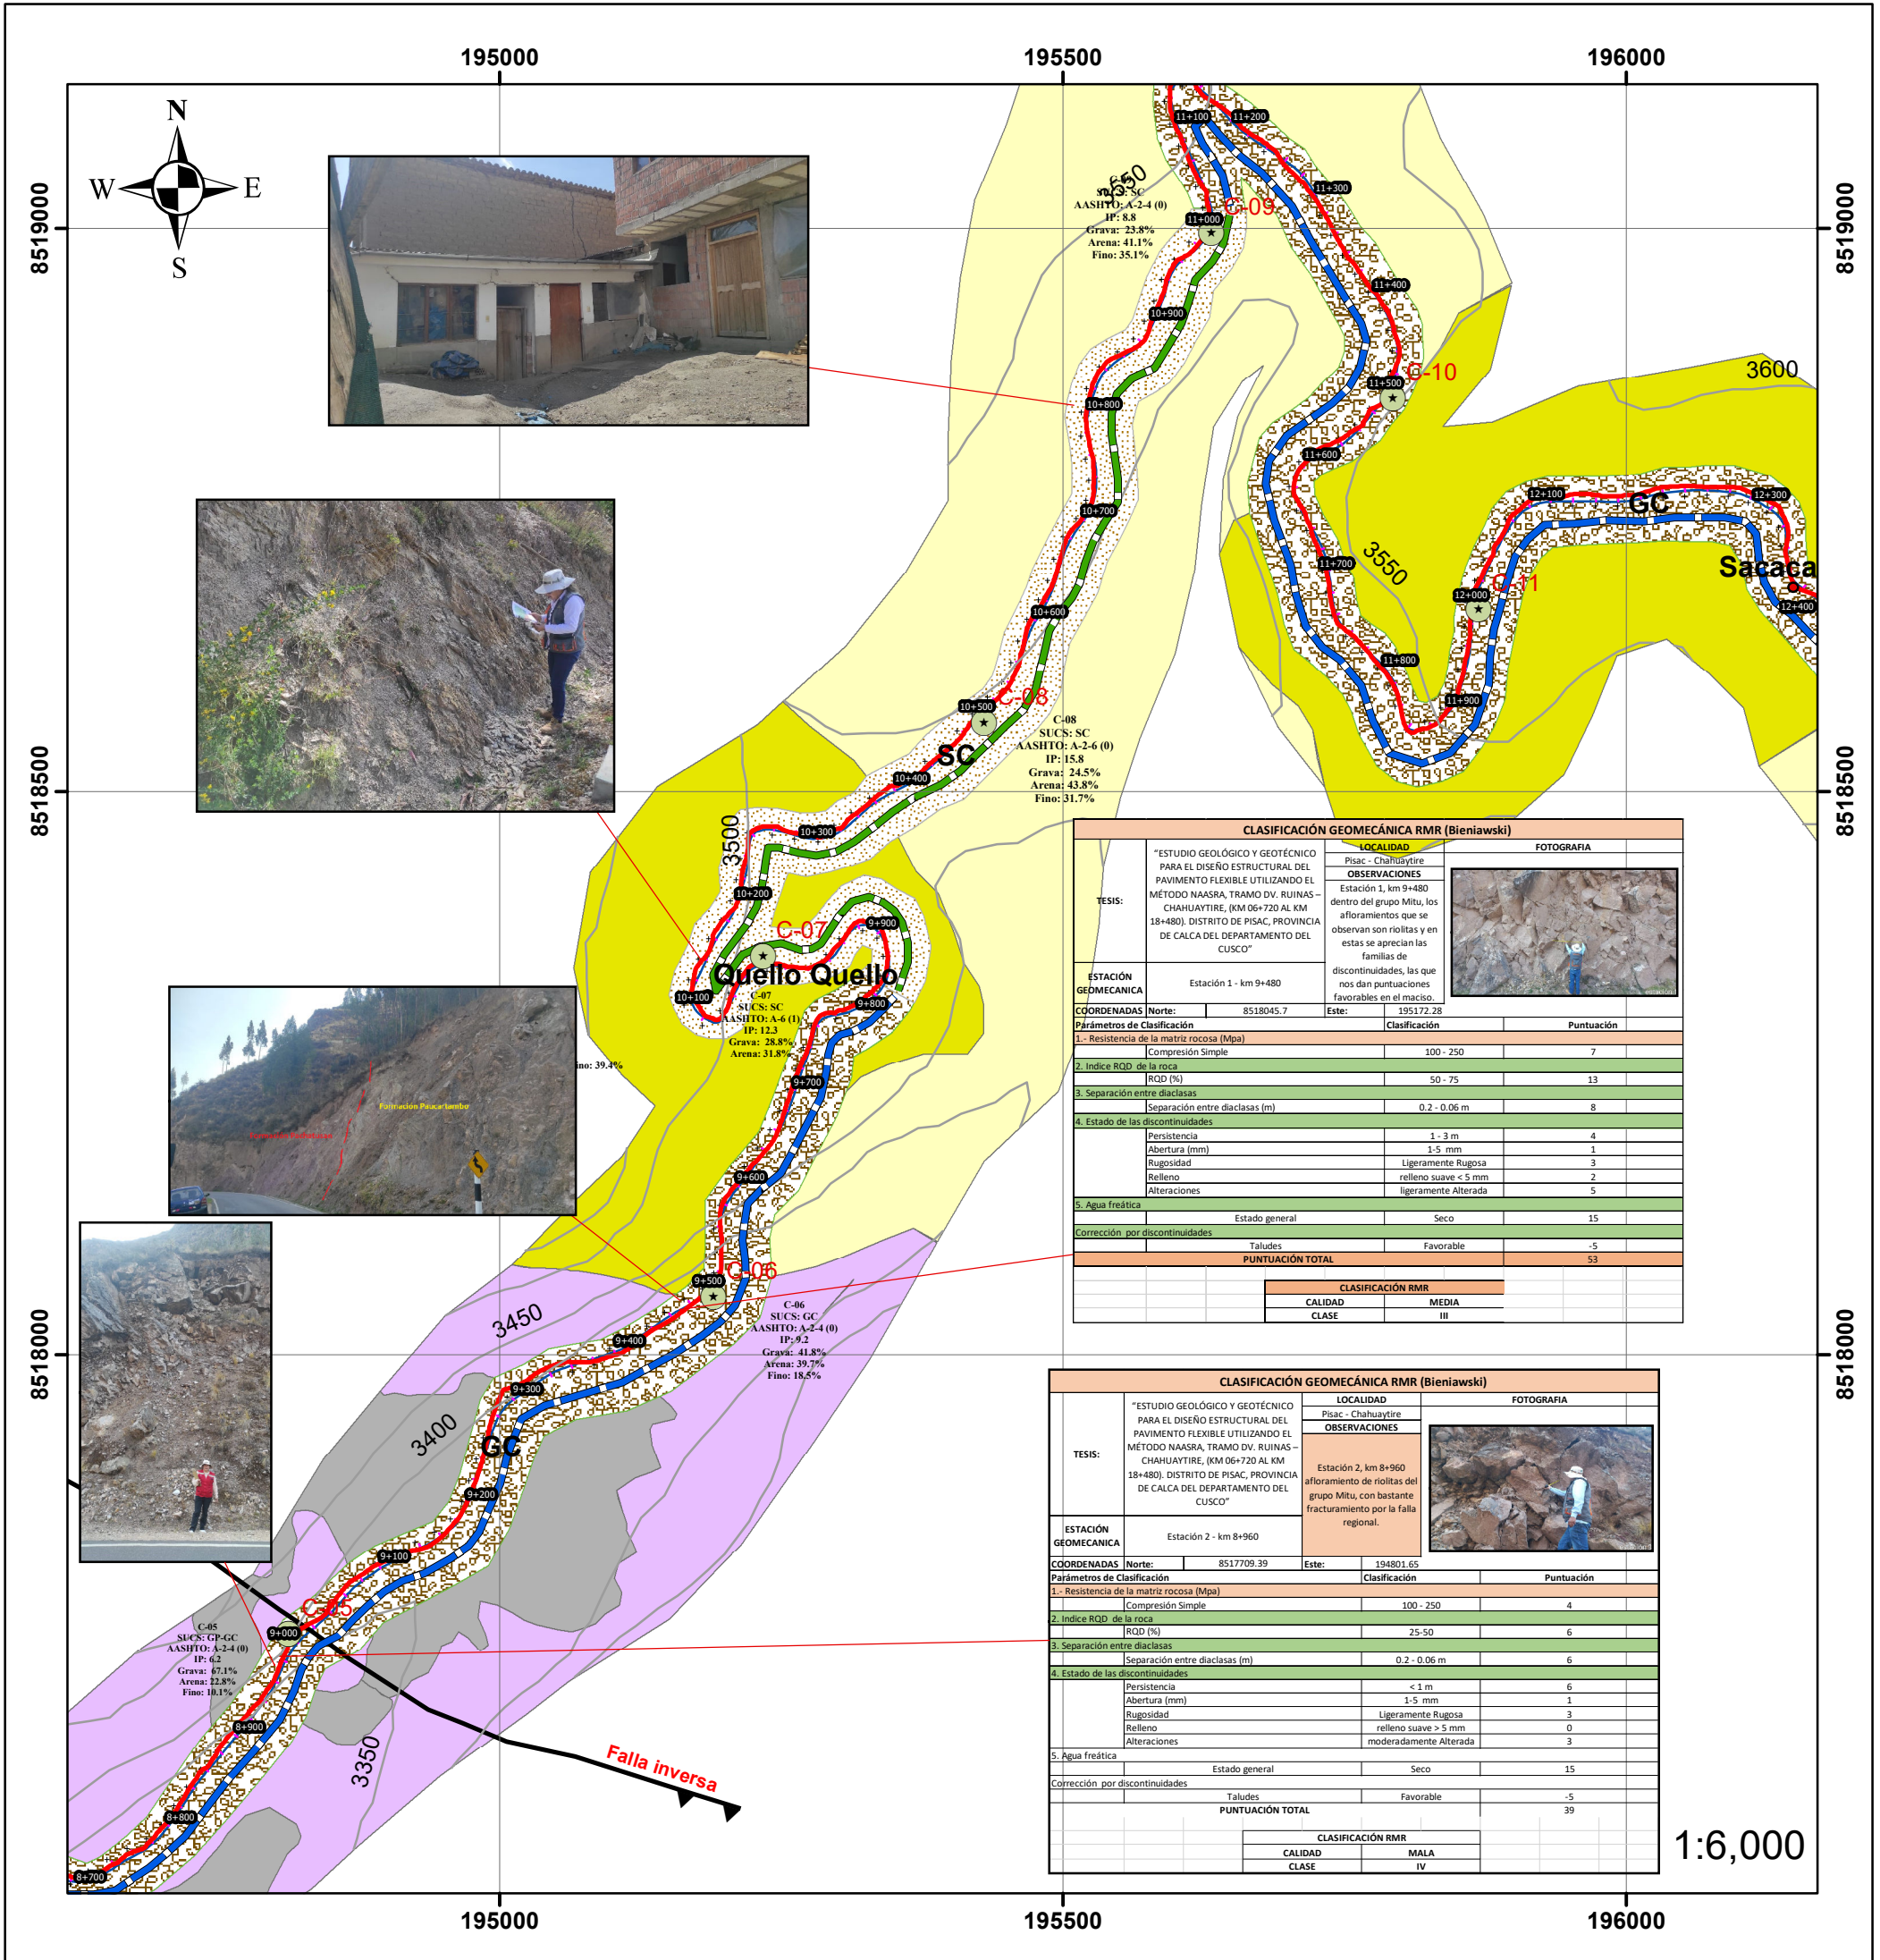 195000
195500
196000
N
W
E
S
8519000
8519000
8518500
8518500
8518000
8518000
11+100
11+200
3550
SUCS: SC
AASHTO: A-2-4 (0)
IP: 8.8
Grava: 23.8%
Arena: 41.1%
Fino: 35.1%
11+000
C-09
11+300
11+400
10+900
11+500
C-10
3600
10+800
11+600
10+700
12+100
GC
12+300
3550
11+700
Sacaca
C-11
12+000
12+400
10+600
11+800
11+900
10+500
C-08
C-08
SUCS: SC
AASHTO: A-2-6 (0)
IP: 15.8
Grava: 24.5%
Arena: 43.8%
Fino: 31.7%
SC
10+400
10+300
3500
10+200
C-07
9+900
Quello Quello
10+100
C-07
SUCS: SC
AASHTO: A-6 (1)
IP: 12.3
Grava: 28.8%
Arena: 31.8%
ino: 39.4%
9+800
9+700
Formación Paucartambo
9+600
9+500
C-06
C-06
SUCS: GC
AASHTO: A-2-4 (0)
IP: 9.2
Grava: 41.8%
Arena: 39.7%
Fino: 18.5%
3450
9+400
9+300
3400
GC
9+200
9+100
C-05
9+000
C-05
SUCS: GP-GC
AASHTO: A-2-4 (0)
IP: 6.2
Grava: 67.1%
Arena: 22.8%
Fino: 10.1%
8+900
3350
Falla inversa
8+800
8+700
CLASIFICACIÓN GEOMECÁNICA RMR (Bieniawski)
TESIS:
"ESTUDIO GEOLÓGICO Y GEOTÉCNICO
PARA EL DISEÑO ESTRUCTURAL DEL
PAVIMENTO FLEXIBLE UTILIZANDO EL
MÉTODO NAASRA, TRAMO DV. RUINAS –
CHAHUAYTIRE, (KM 06+720 AL KM
18+480). DISTRITO DE PISAC, PROVINCIA
DE CALCA DEL DEPARTAMENTO DEL
CUSCO"
LOCALIDAD
Pisac - Chahuaytire
OBSERVACIONES
Estación 1, km 9+480
dentro del grupo Mitu, los
afloramientos que se
observan son riolitas y en
estas se aprecian las
familias de
discontinuidades, las que
nos dan puntuaciones
favorables en el maciso.
FOTOGRAFIA
ESTACIÓN
GEOMECANICA
Estación 1 - km 9+480
COORDENADAS Norte: 8518045.7 Este: 195172.28
Parámetros de Clasificación Clasificación Puntuación
1.- Resistencia de la matriz rocosa (Mpa)
Compresión Simple 100 - 250 7
2. Indice RQD de la roca
RQD (%) 50 - 75 13
3. Separación entre diaclasas
Separación entre diaclasas (m) 0.2 - 0.06 m 8
4. Estado de las discontinuidades
Persistencia 1 - 3 m 4
Abertura (mm) 1-5 mm 1
Rugosidad Ligeramente Rugosa 3
Relleno relleno suave < 5 mm 2
Alteraciones ligeramente Alterada 5
5. Agua freática
Estado general Seco 15
Corrección por discontinuidades
Taludes Favorable -5
PUNTUACIÓN TOTAL 53
CLASIFICACIÓN RMR
CALIDAD MEDIA
CLASE III
CLASIFICACIÓN GEOMECÁNICA RMR (Bieniawski)
TESIS:
"ESTUDIO GEOLÓGICO Y GEOTÉCNICO
PARA EL DISEÑO ESTRUCTURAL DEL
PAVIMENTO FLEXIBLE UTILIZANDO EL
MÉTODO NAASRA, TRAMO DV. RUINAS –
CHAHUAYTIRE, (KM 06+720 AL KM
18+480). DISTRITO DE PISAC, PROVINCIA
DE CALCA DEL DEPARTAMENTO DEL
CUSCO"
LOCALIDAD
Pisac - Chahuaytire
OBSERVACIONES
Estación 2, km 8+960
afloramiento de riolitas del
grupo Mitu, con bastante
fracturamiento por la falla
regional.
FOTOGRAFIA
ESTACIÓN
GEOMECANICA
Estación 2 - km 8+960
COORDENADAS Norte: 8517709.39 Este: 194801.65
Parámetros de Clasificación Clasificación Puntuación
1.- Resistencia de la matriz rocosa (Mpa)
Compresión Simple 100 - 250 4
2. Indice RQD de la roca
RQD (%) 25-50 6
3. Separación entre diaclasas
Separación entre diaclasas (m) 0.2 - 0.06 m 6
4. Estado de las discontinuidades
Persistencia < 1 m 6
Abertura (mm) 1-5 mm 1
Rugosidad Ligeramente Rugosa 3
Relleno relleno suave > 5 mm 0
Alteraciones moderadamente Alterada 3
5. Agua freática
Estado general Seco 15
Corrección por discontinuidades
Taludes Favorable -5
PUNTUACIÓN TOTAL 39
CLASIFICACIÓN RMR
CALIDAD MALA
CLASE IV
1:6,000
195000
195500
196000